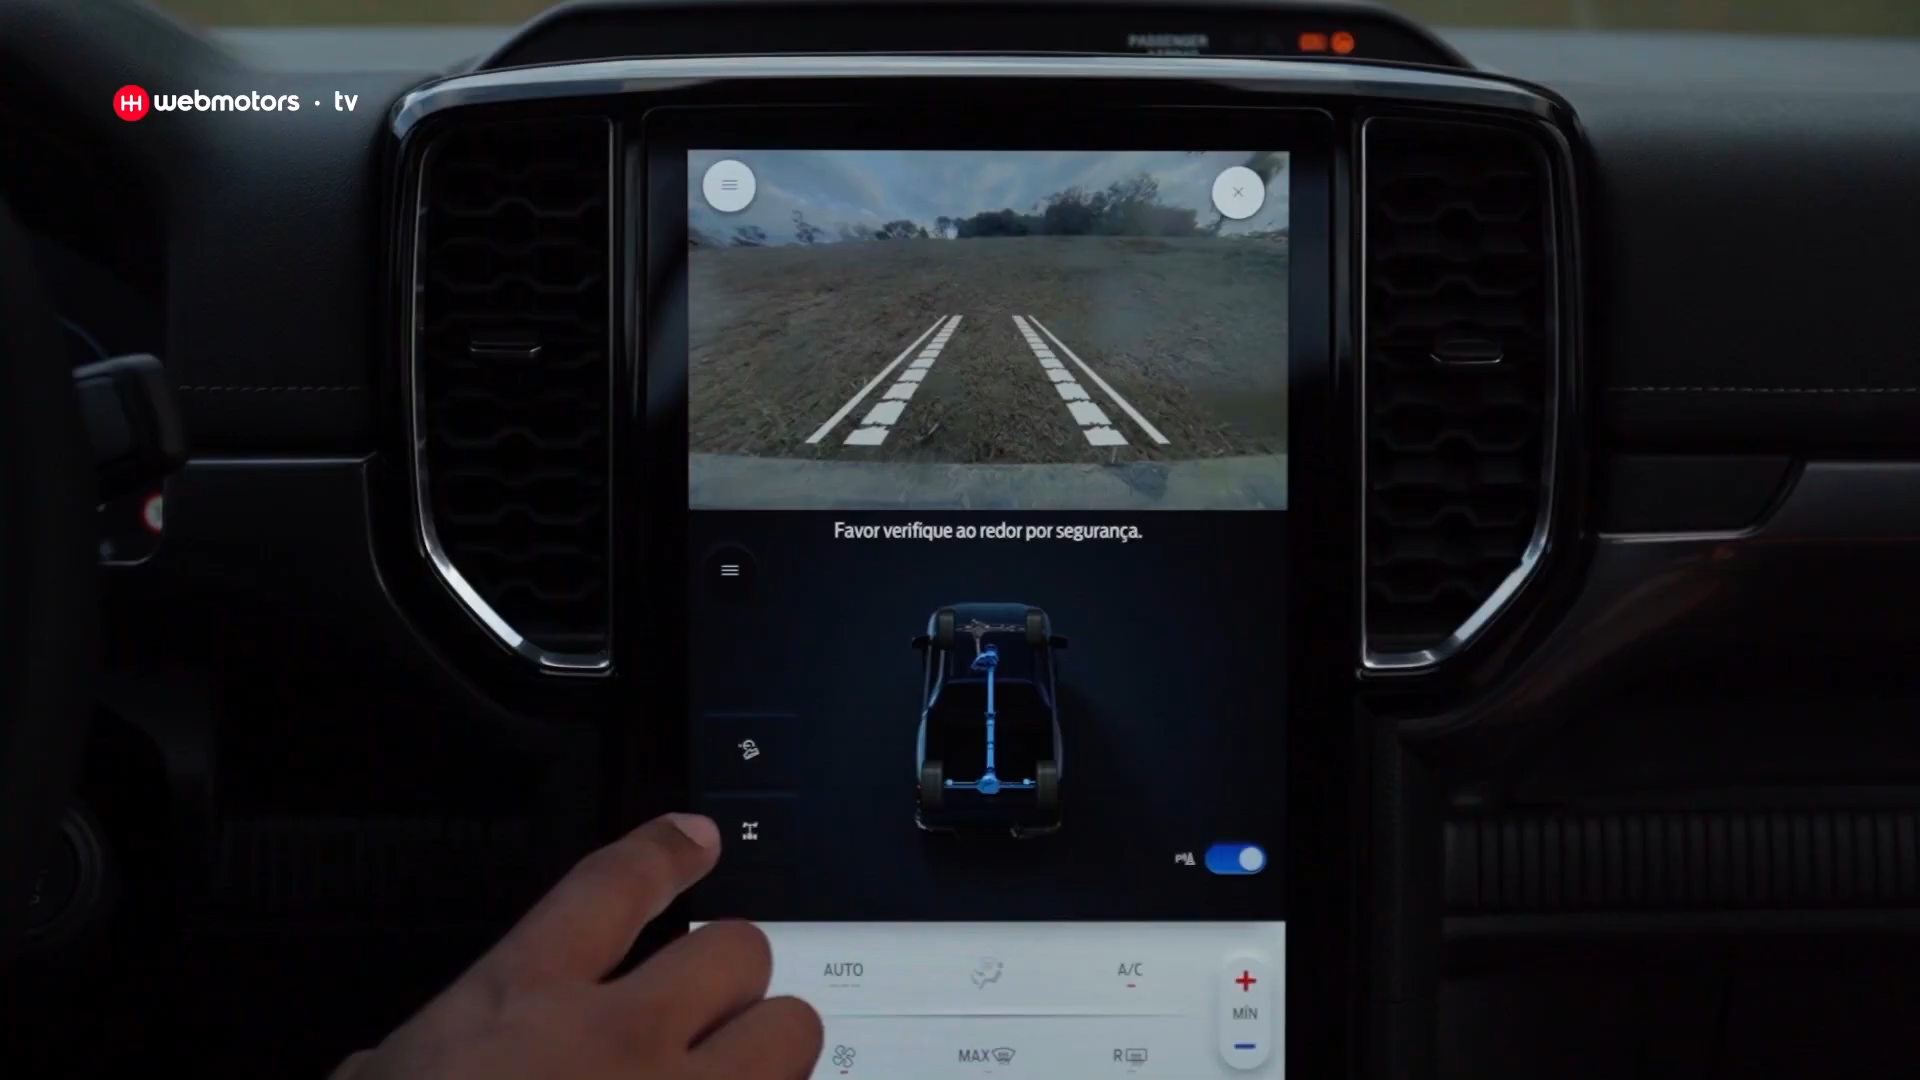 PASSENGER
webmotors · tv
Favor verifique ao redor por segurança.
AUTO
A/C
MÍN
MAX
R